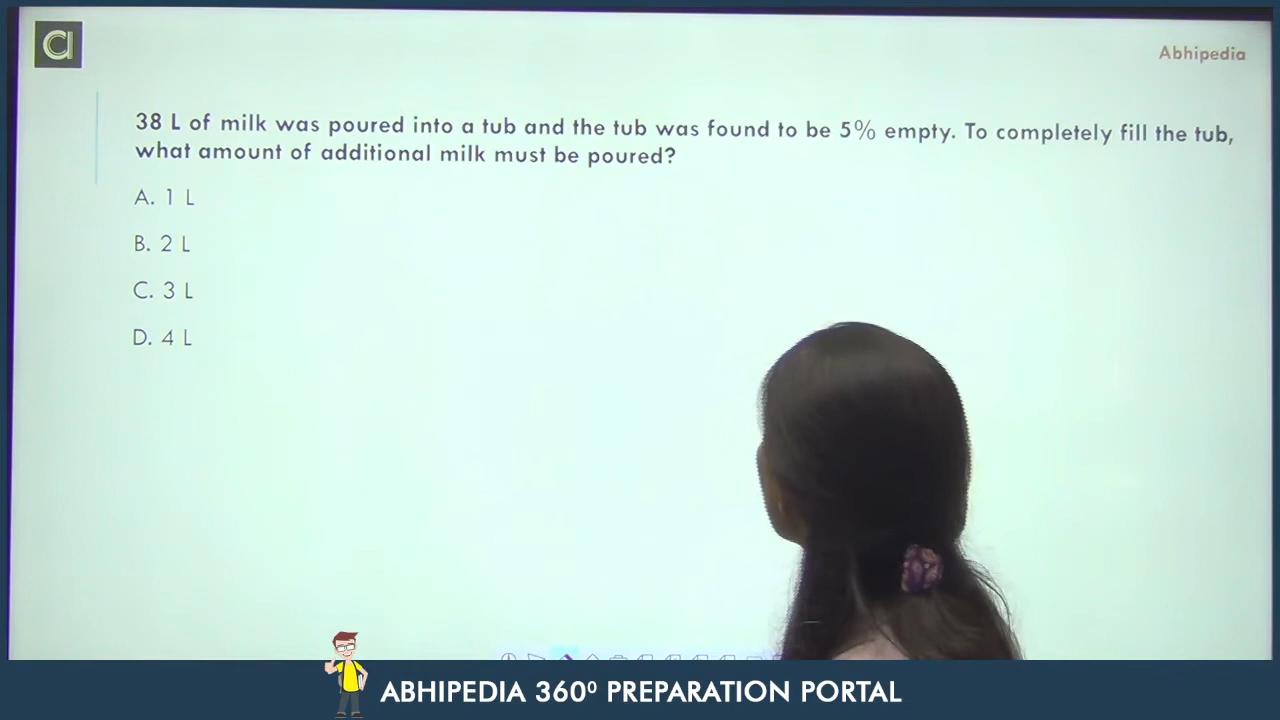 Abhipedia
38 L of milk was poured into a tub and the tub was found to be 5% empty. To completely fill the tub,
what amount of additional milk must be poured?
A. 1 L
B. 2 L
C. 3 L
D. 4 L
ABHIPEDIA 360⁰ PREPARATION PORTAL